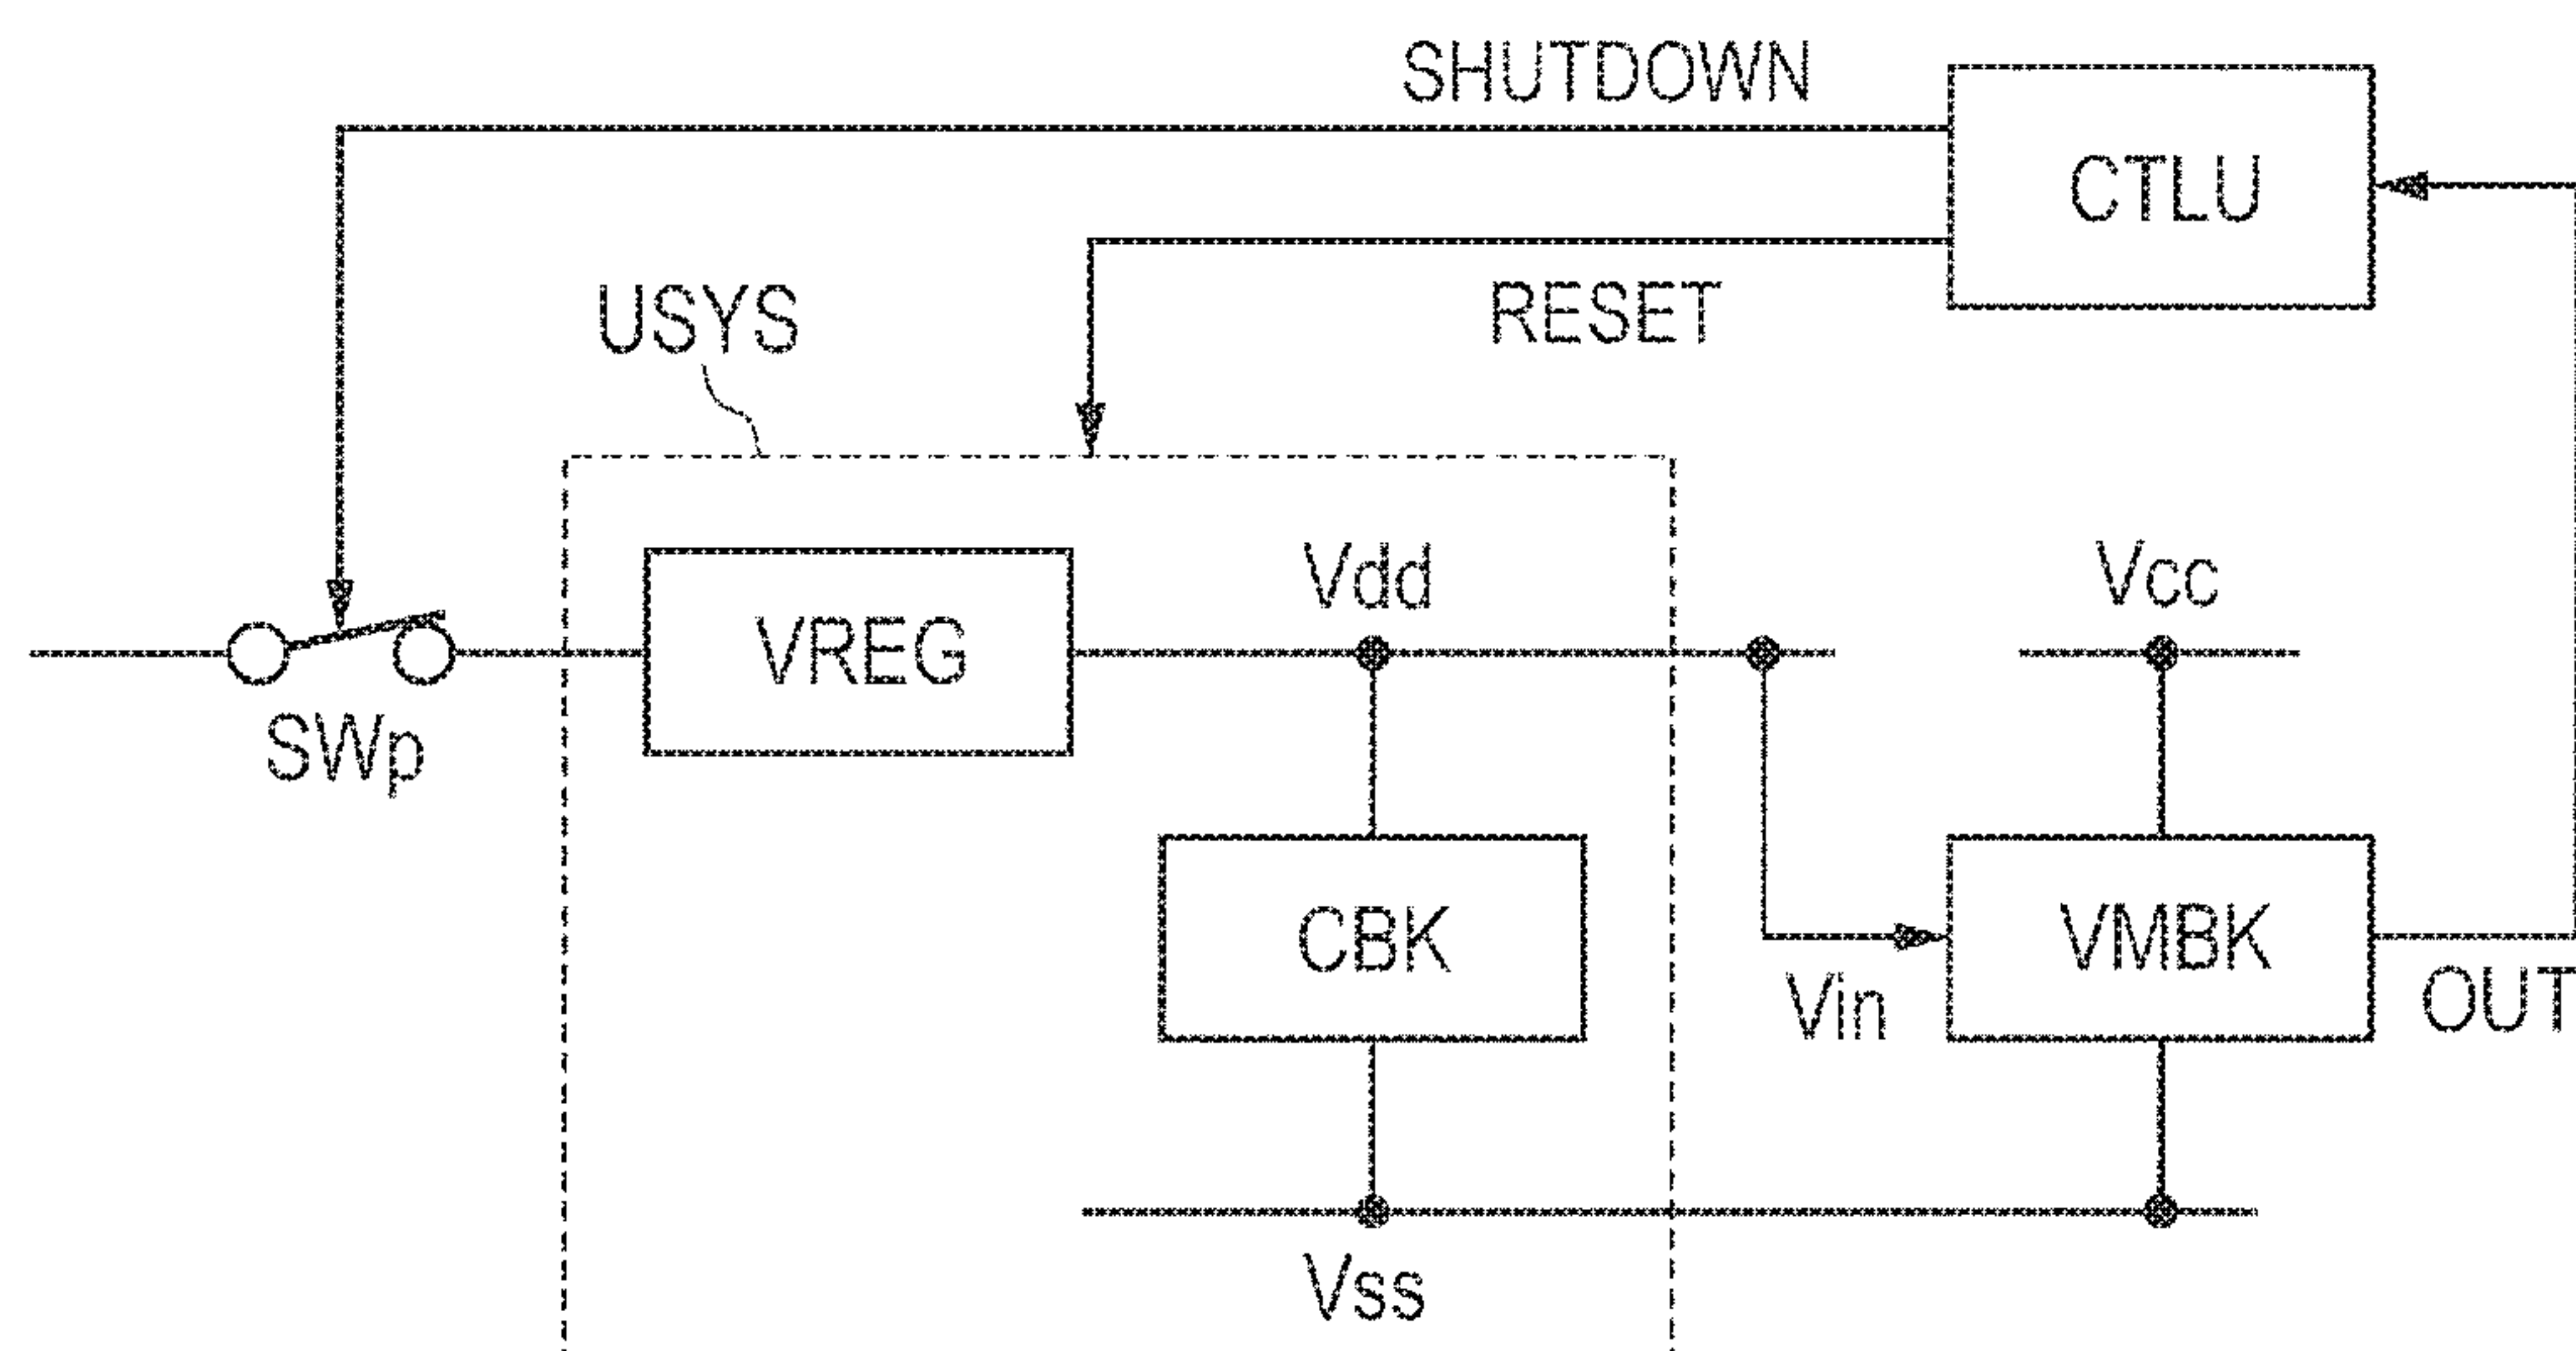 SHUTDOWN
CTLU
RESET
USYS
Vdd
Vcc
VREG
SWp
CBK
VMBK
Vin
OUT
Vss